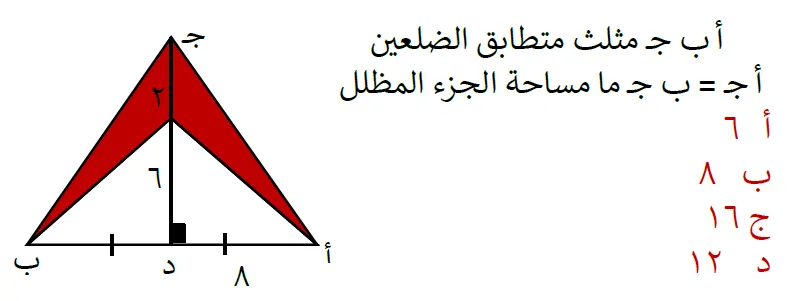 أ ب جـ مثلث متطابق الضلعين
أ جـ = ب جـ ما مساحة الجزء المظلل
أ ٦
ب ٨
ج ١٦
د ١٢
جـ
٢
٦
ب
د
٨
أ